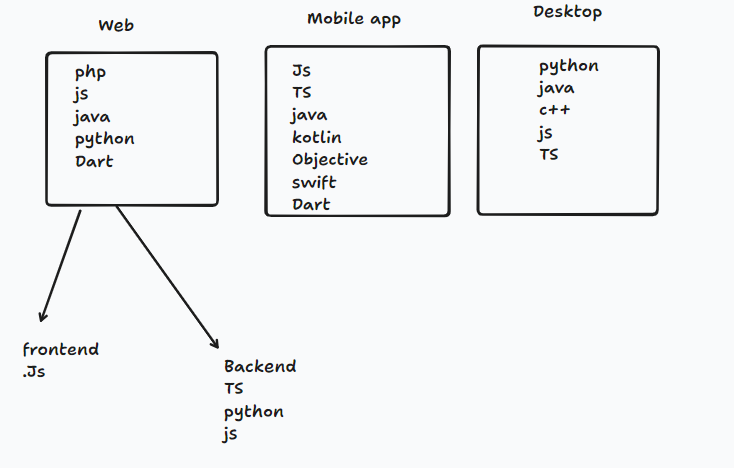 Web
php
js
java
python
Dart
Mobile app
Js
TS
java
kotlin
Objective
swift
Dart
Desktop
python
java
c++
js
TS
frontend
.Js
Backend
TS
python
js